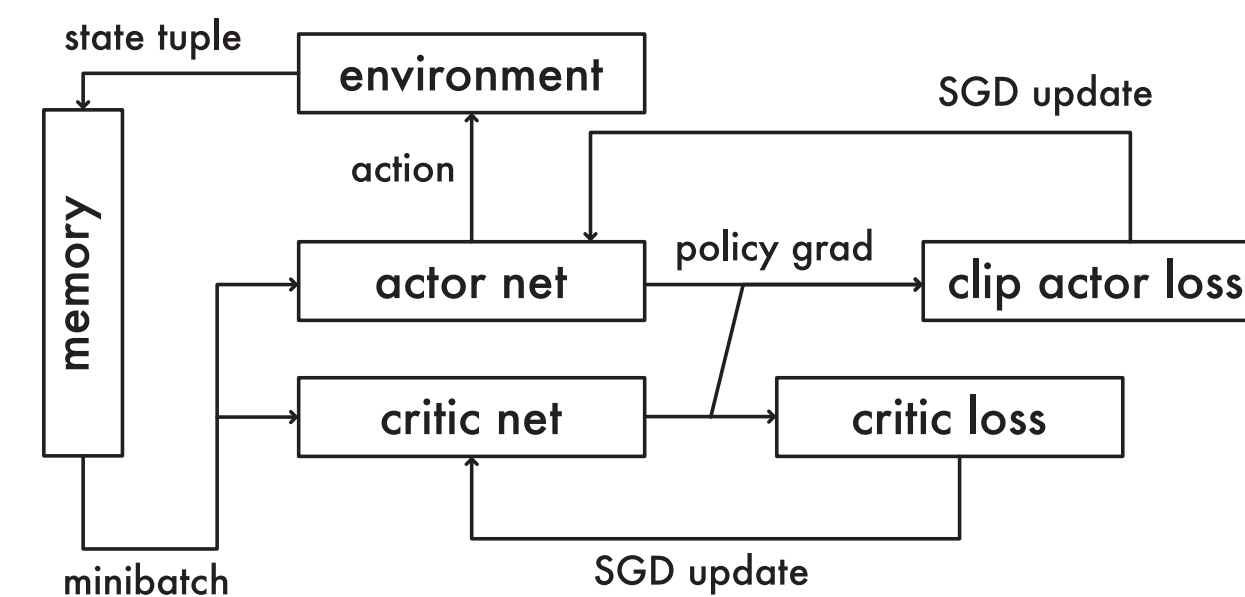 state tuple
environment
SGD update
action
memory
policy grad
actor net
clip actor loss
critic net
critic loss
SGD update
minibatch